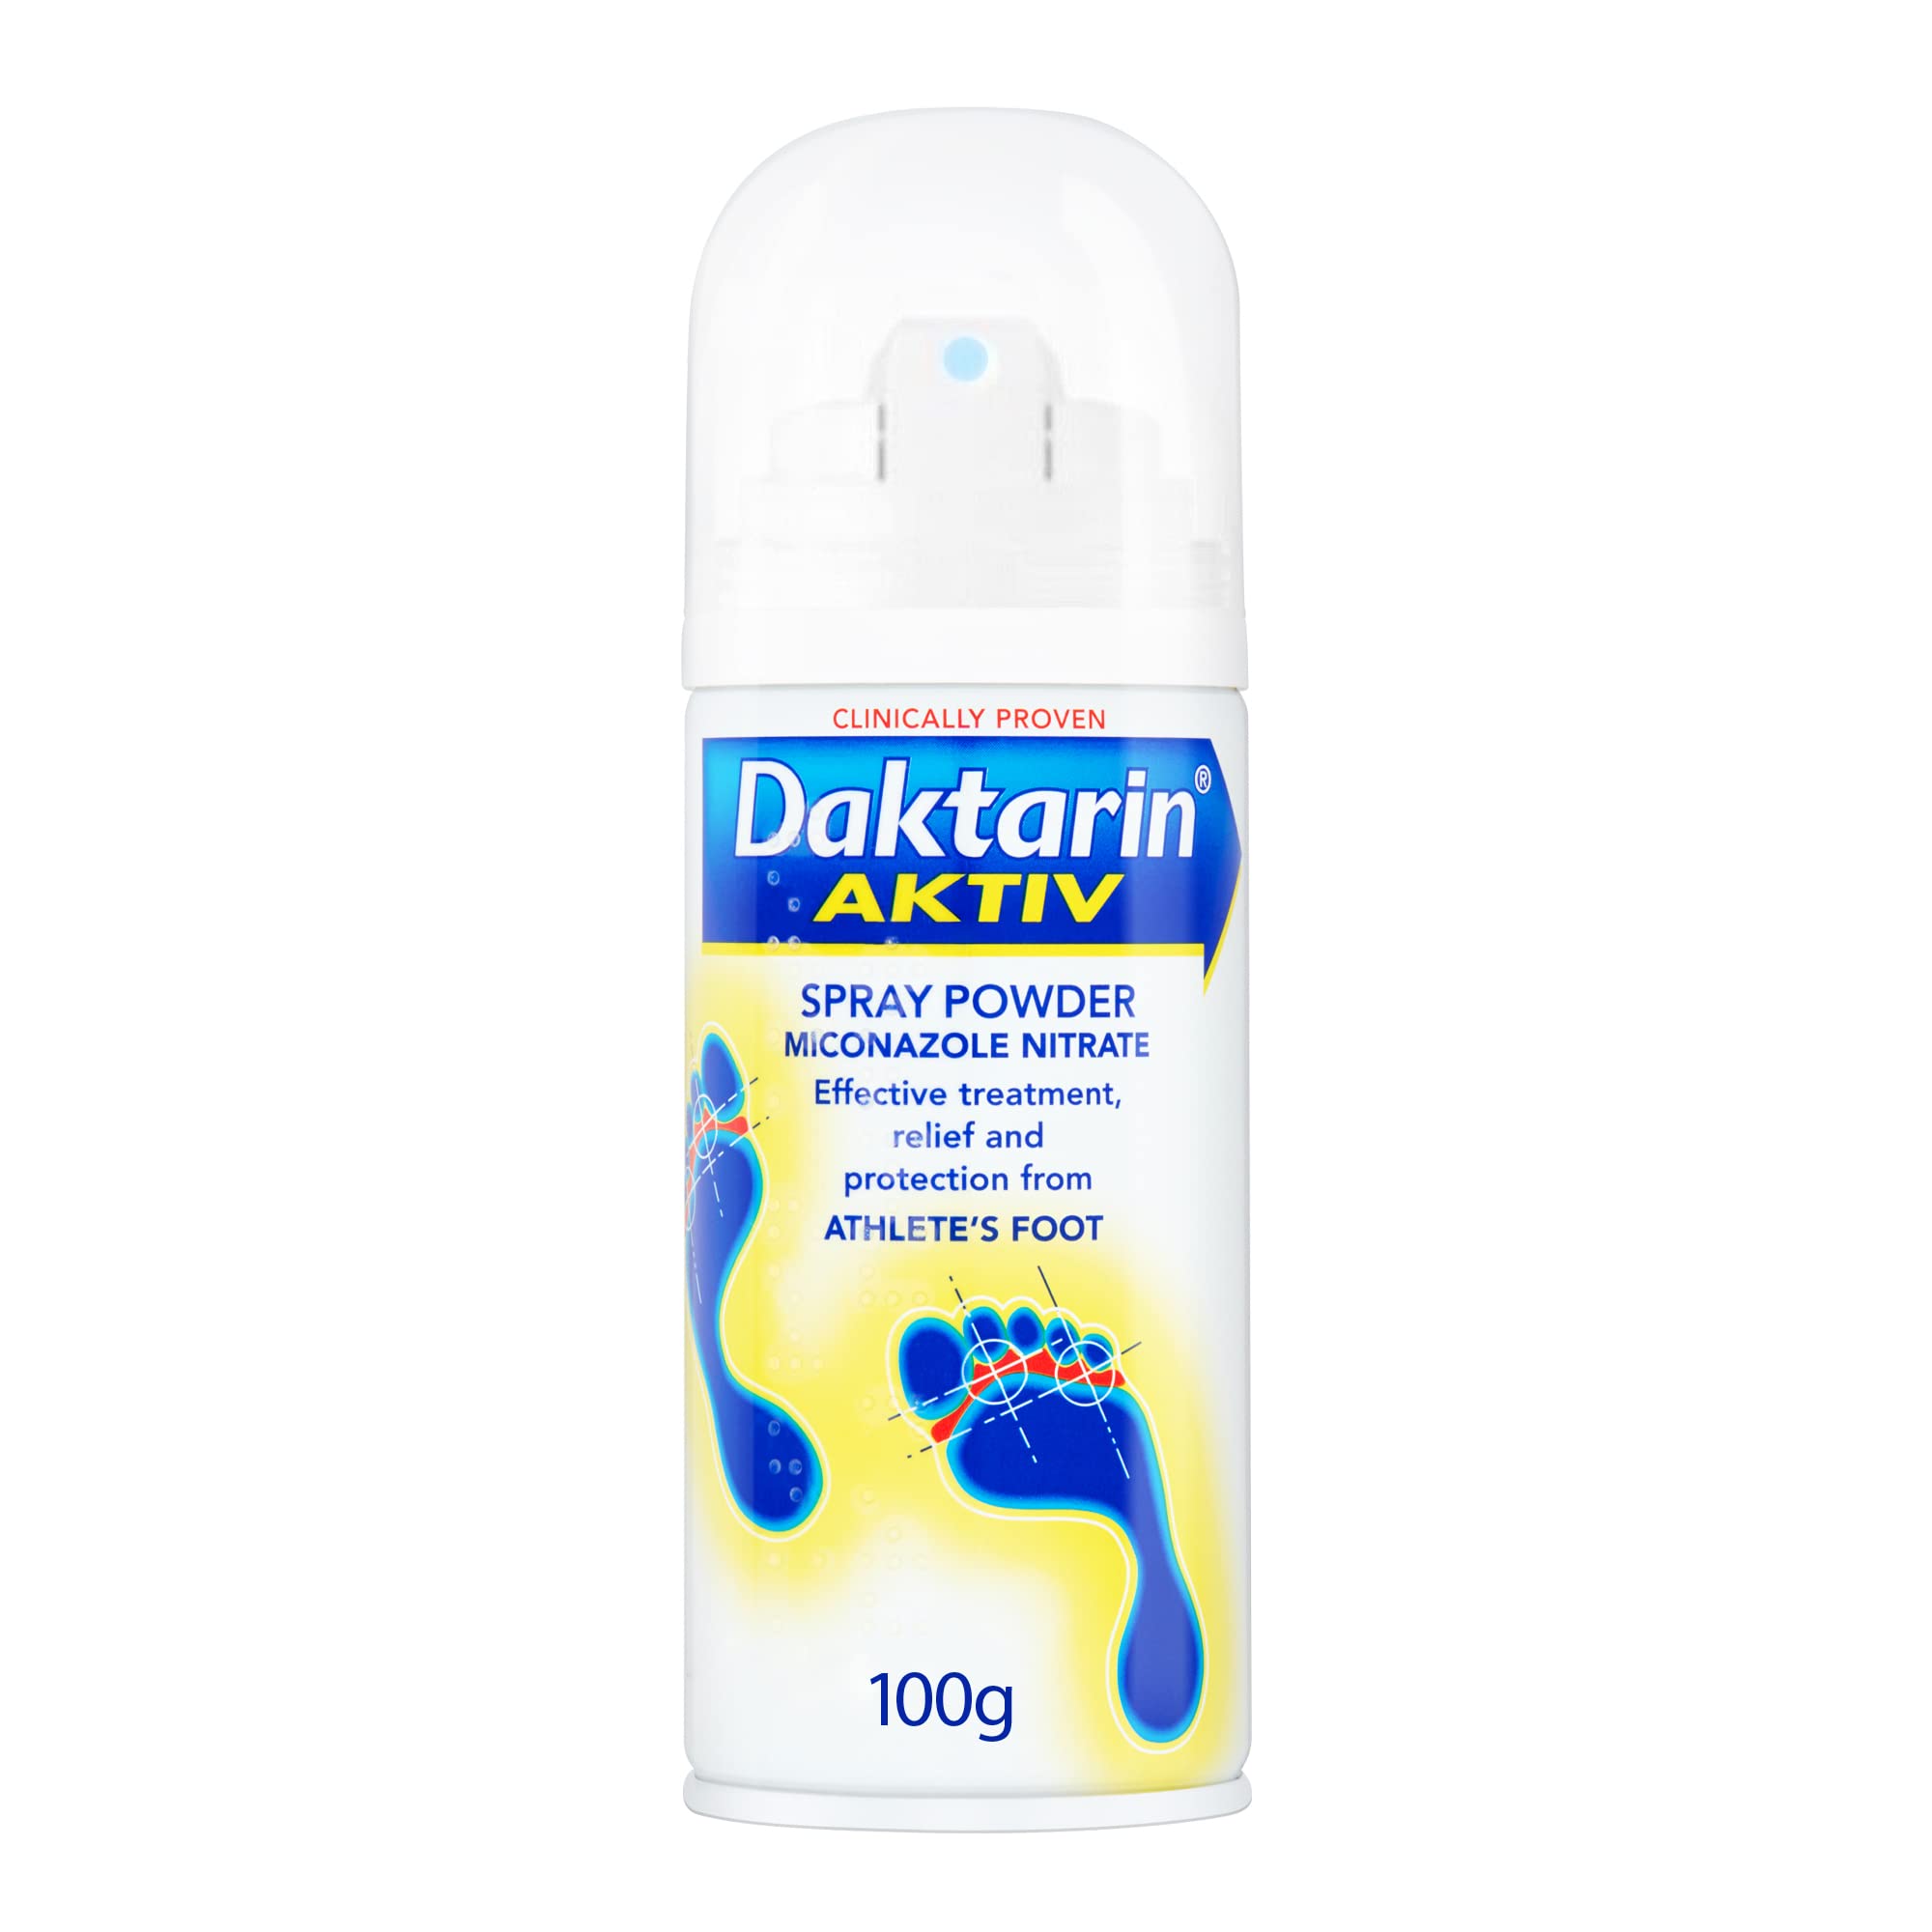 CLINICALLY PROVEN
Daktarin®
AKTIV
SPRAY POWDER
MICONAZOLE NITRATE
Effective treatment,
relief and
protection from
ATHLETE'S FOOT
100g